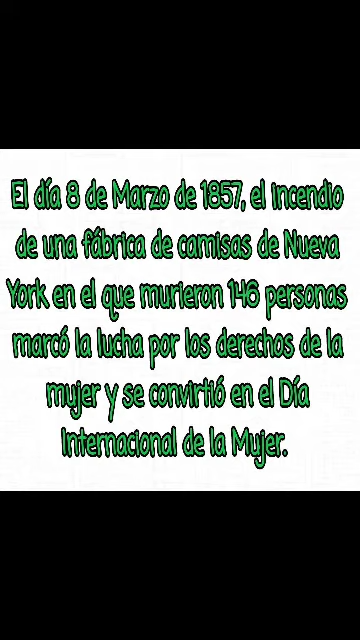 El día 8 de Marzo de 1857, el incendio
de una fábrica de camisas de Nueva
York en el que murieron 146 personas
marcó la lucha por los derechos de la
mujer y se convirtió en el Día
Internacional de la Mujer.